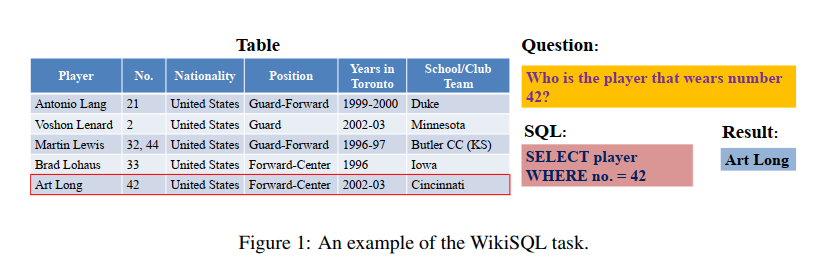 Table
Player No. Nationality Position Years in Toronto School/Club Team
Antonio Lang 21 United States Guard-Forward 1999-2000 Duke
Voshon Lenard 2 United States Guard 2002-03 Minnesota
Martin Lewis 32, 44 United States Guard-Forward 1996-97 Butler CC (KS)
Brad Lohaus 33 United States Forward-Center 1996 Iowa
Art Long 42 United States Forward-Center 2002-03 Cincinnati
Question:
Who is the player that wears number
42?
SQL:
SELECT player
WHERE no. = 42
Result:
Art Long
Figure 1: An example of the WikiSQL task.